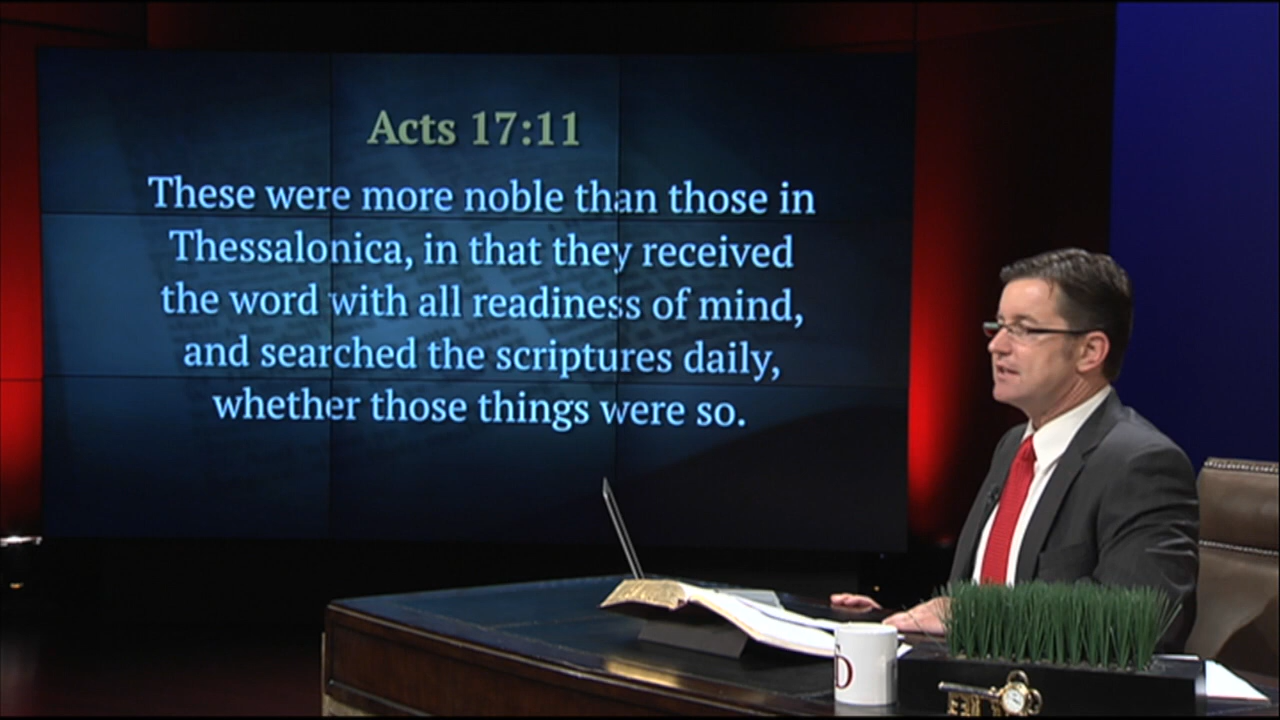 Acts 17:11
These were more noble than those in
Thessalonica, in that they received
the word with all readiness of mind,
and searched the scriptures daily,
whether those things were so.